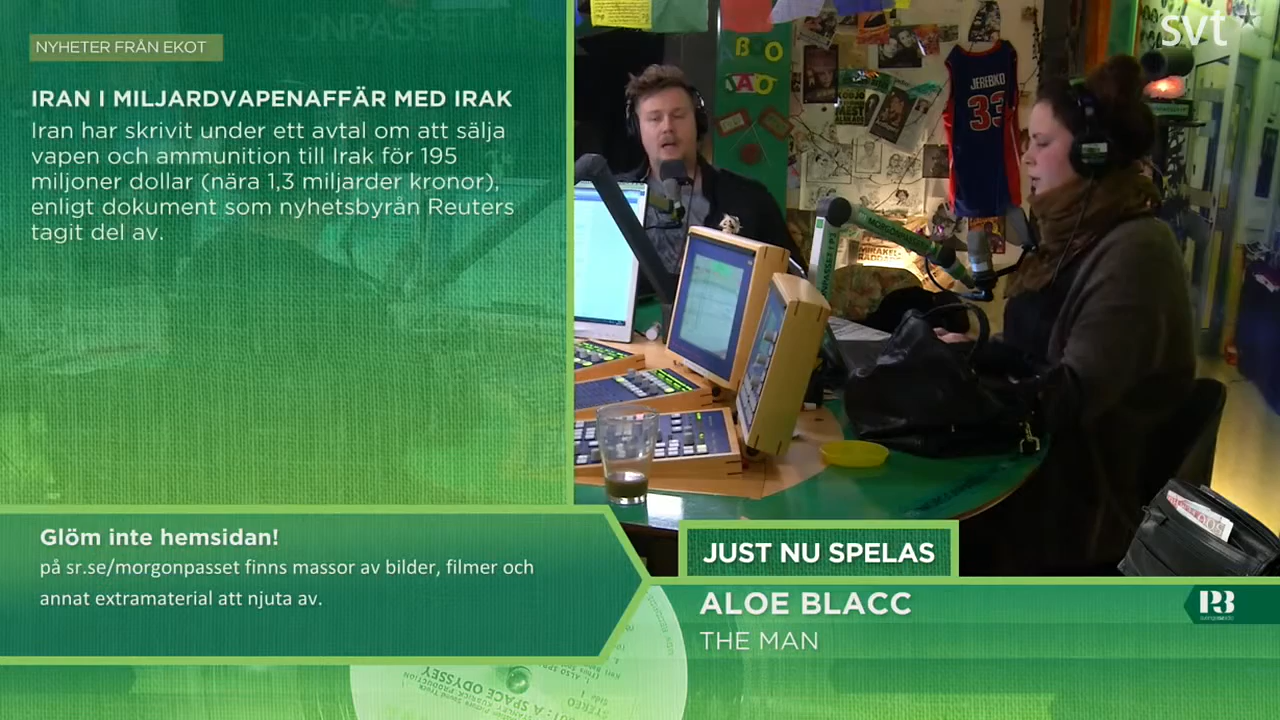 NYHETER FRÅN EKOT
IRAN I MILJARDVAPENAFFÄR MED IRAK
Iran har skrivit under ett avtal om att sälja
vapen och ammunition till Irak för 195
miljoner dollar (nära 1,3 miljarder kronor),
enligt dokument som nyhetsbyrån Reuters
tagit del av.
svt
JEREBKO
33
Glöm inte hemsidan!
på sr.se/morgonpasset finns massor av bilder, filmer och
annat extramaterial att njuta av.
JUST NU SPELAS
ALOE BLACC
THE MAN
P3
A SPACE ODYSSEY
STEREO